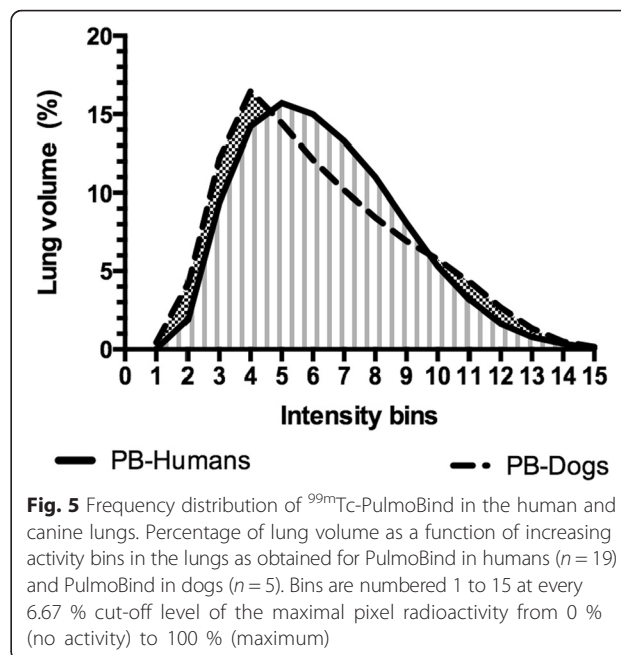 20
15
10
5
0
Lung volume (%)
0 1 2 3 4 5 6 7 8 9 10 11 12 13 14 15
Intensity bins
PB-Humans PB-Dogs
Fig. 5 Frequency distribution of ⁹⁹ᵐTc-PulmoBind in the human and
canine lungs. Percentage of lung volume as a function of increasing
activity bins in the lungs as obtained for PulmoBind in humans (n = 19)
and PulmoBind in dogs (n = 5). Bins are numbered 1 to 15 at every
6.67 % cut-off level of the maximal pixel radioactivity from 0 %
(no activity) to 100 % (maximum)